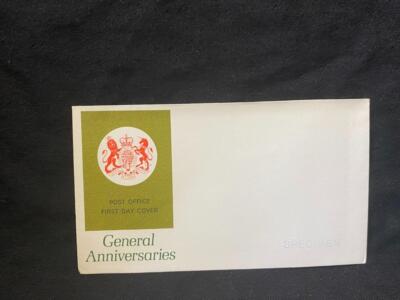 POST OFFICE
FIRST DAY COVER
General
Anniversaries
SPECIMEN